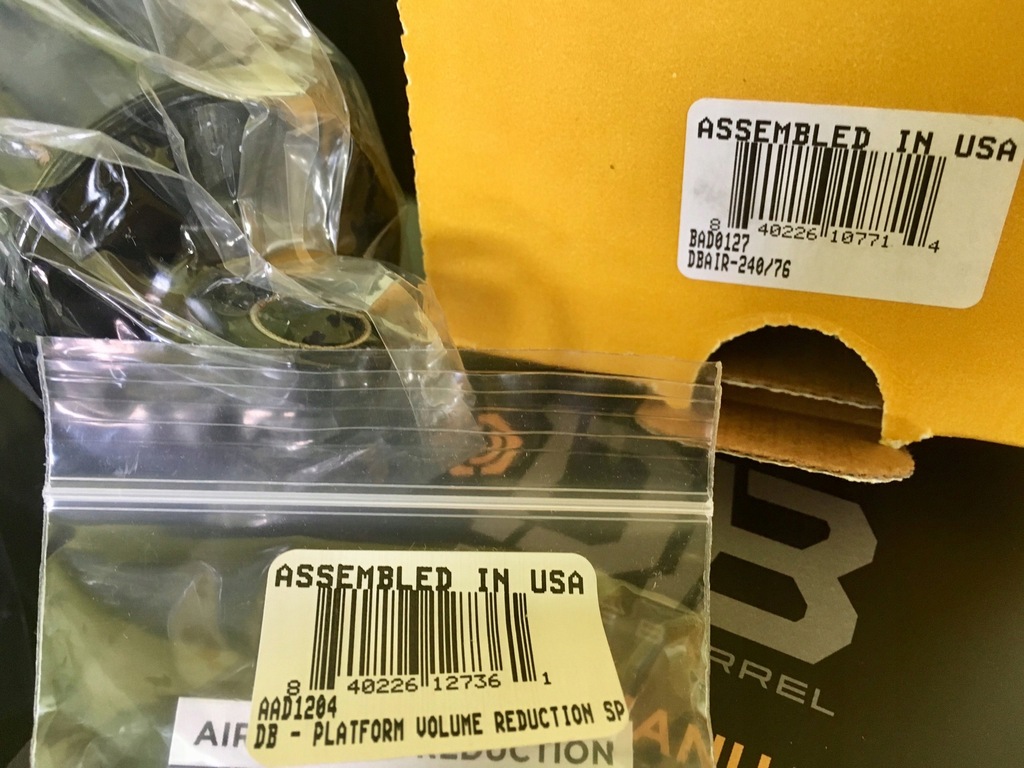 ASSEMBLED IN USA
8 40226 10771 4
BAD0127
DBAIR-240/76
ASSEMBLED IN USA
8 40226 12736 1
AAD1204
DB - PLATFORM VOLUME REDUCTION SP